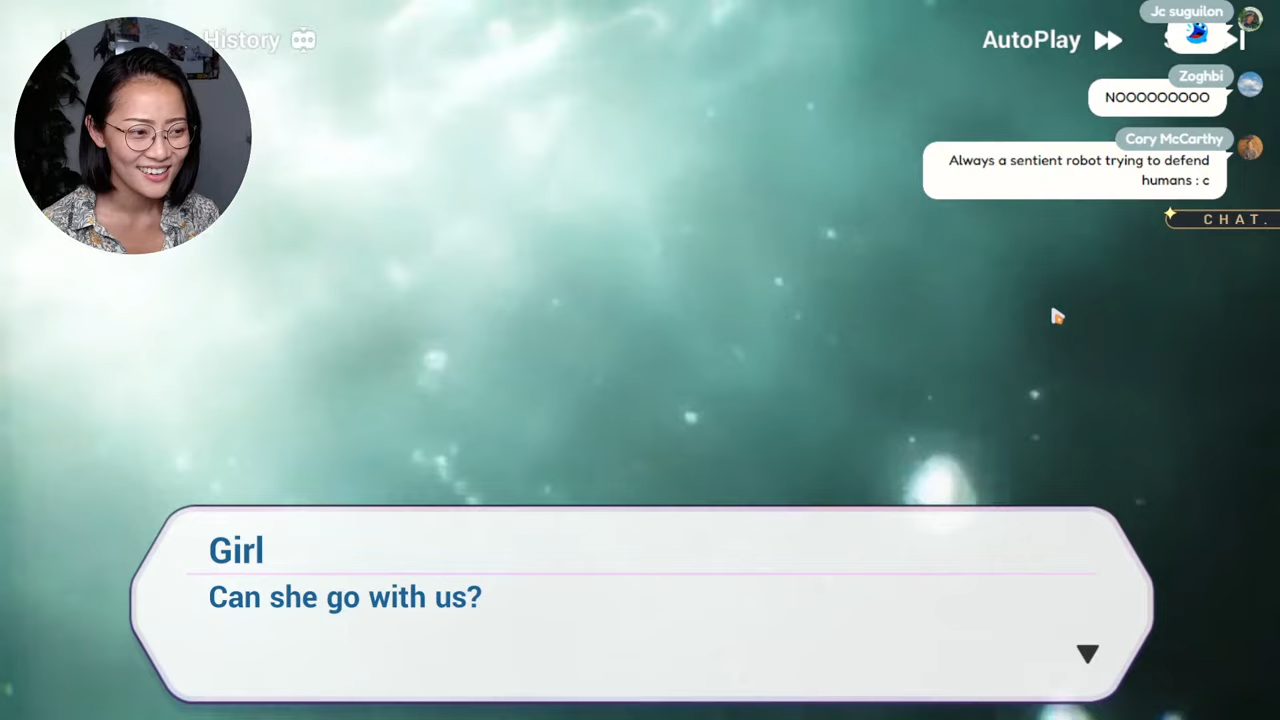 History
AutoPlay
Jc suguilon
Zoghbi
NOOOOOOOOO
Cory McCarthy
Always a sentient robot trying to defend
humans : c
CHAT.
Girl
Can she go with us?